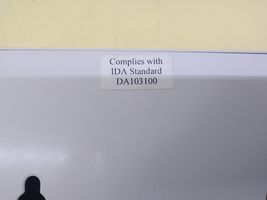 Complies with
IDA Standard
DA103100